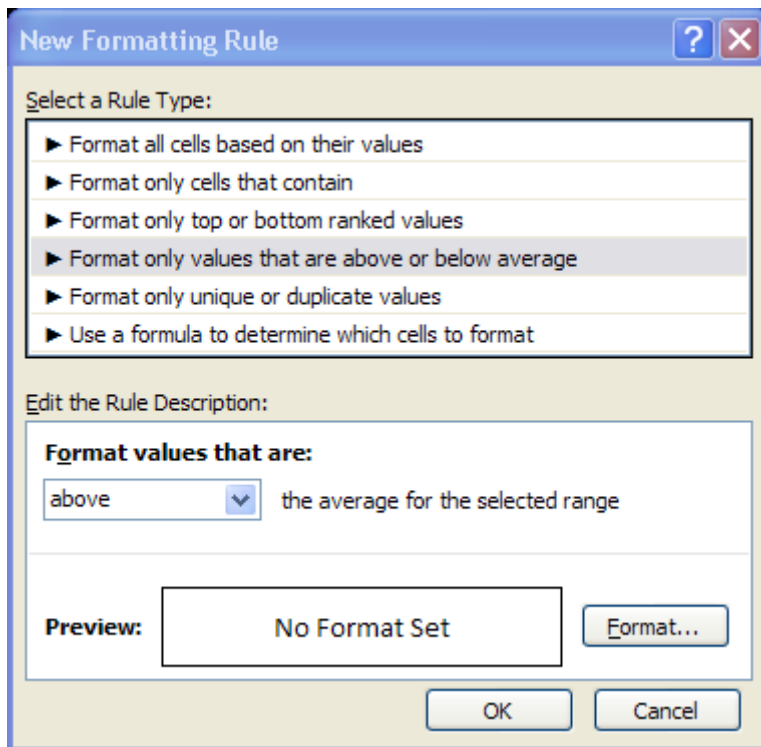 New Formatting Rule
Select a Rule Type:
► Format all cells based on their values
► Format only cells that contain
► Format only top or bottom ranked values
► Format only values that are above or below average
► Format only unique or duplicate values
► Use a formula to determine which cells to format
Edit the Rule Description:
Format values that are:
above the average for the selected range
Preview: No Format Set Format...
OK Cancel